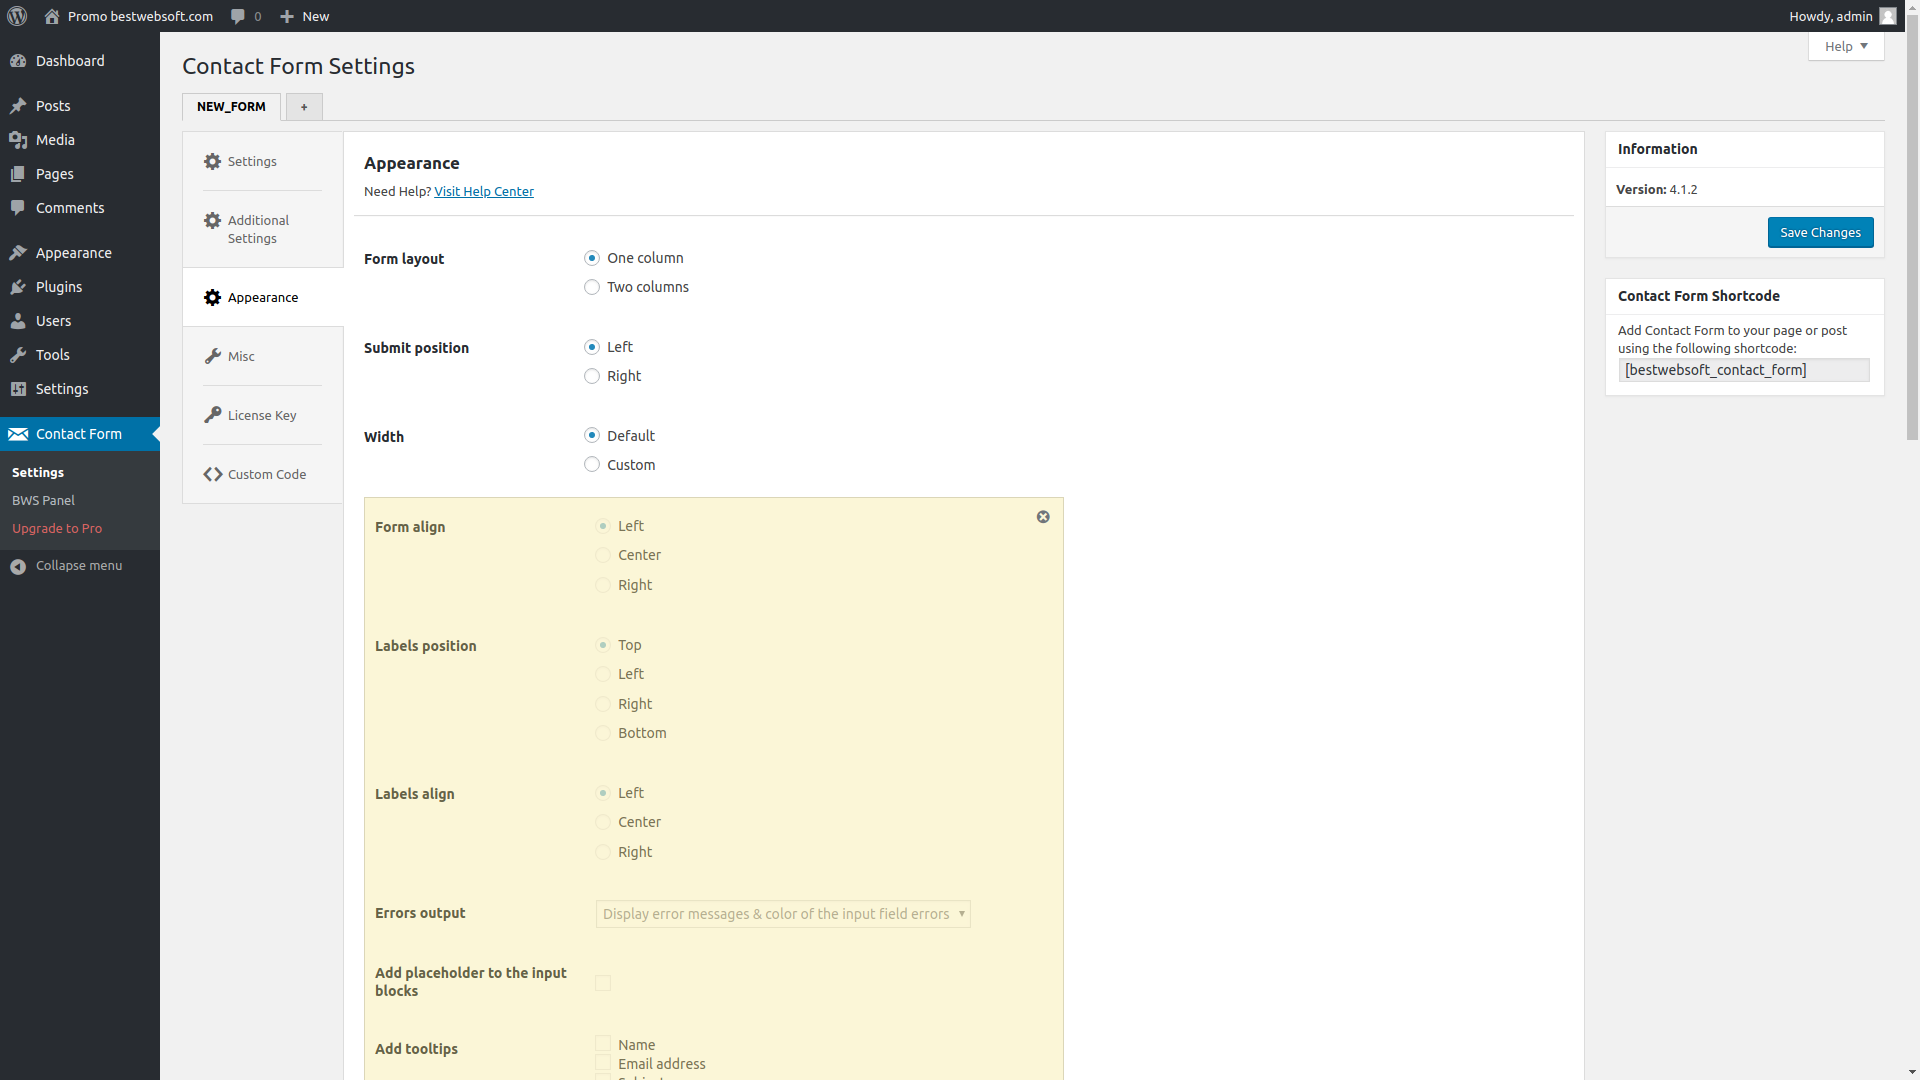 Promo bestwebsoft.com
0
New
Howdy, admin
Help
Dashboard
Posts
Media
Pages
Comments
Appearance
Plugins
Users
Tools
Settings
Contact Form
Settings
BWS Panel
Upgrade to Pro
Collapse menu
Contact Form Settings
NEW_FORM
+
Settings
Additional
Settings
Appearance
Misc
License Key
Custom Code
Appearance
Need Help? Visit Help Center
Form layout
One column
Two columns
Submit position
Left
Right
Width
Default
Custom
Form align
Left
Center
Right
Labels position
Top
Left
Right
Bottom
Labels align
Left
Center
Right
Errors output
Display error messages & color of the input field errors
Add placeholder to the input
blocks
Add tooltips
Name
Email address
Information
Version: 4.1.2
Save Changes
Contact Form Shortcode
Add Contact Form to your page or post
using the following shortcode:
[bestwebsoft_contact_form]